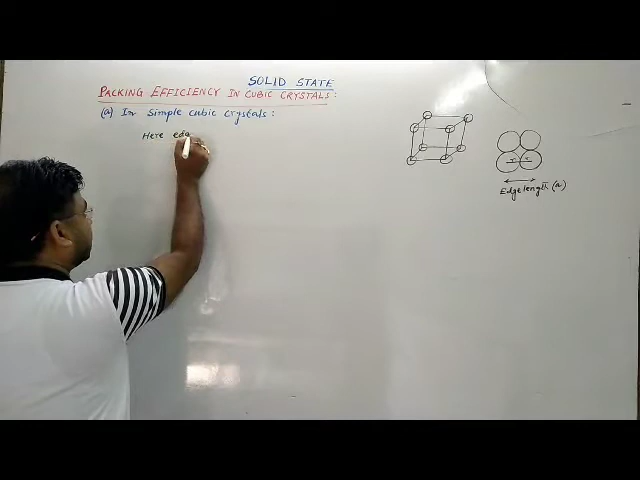 SOLID STATE
PACKING EFFICIENCY IN CUBIC CRYSTALS:
(a) In Simple cubic crystals:
Here edg
r r
Edge length (a)